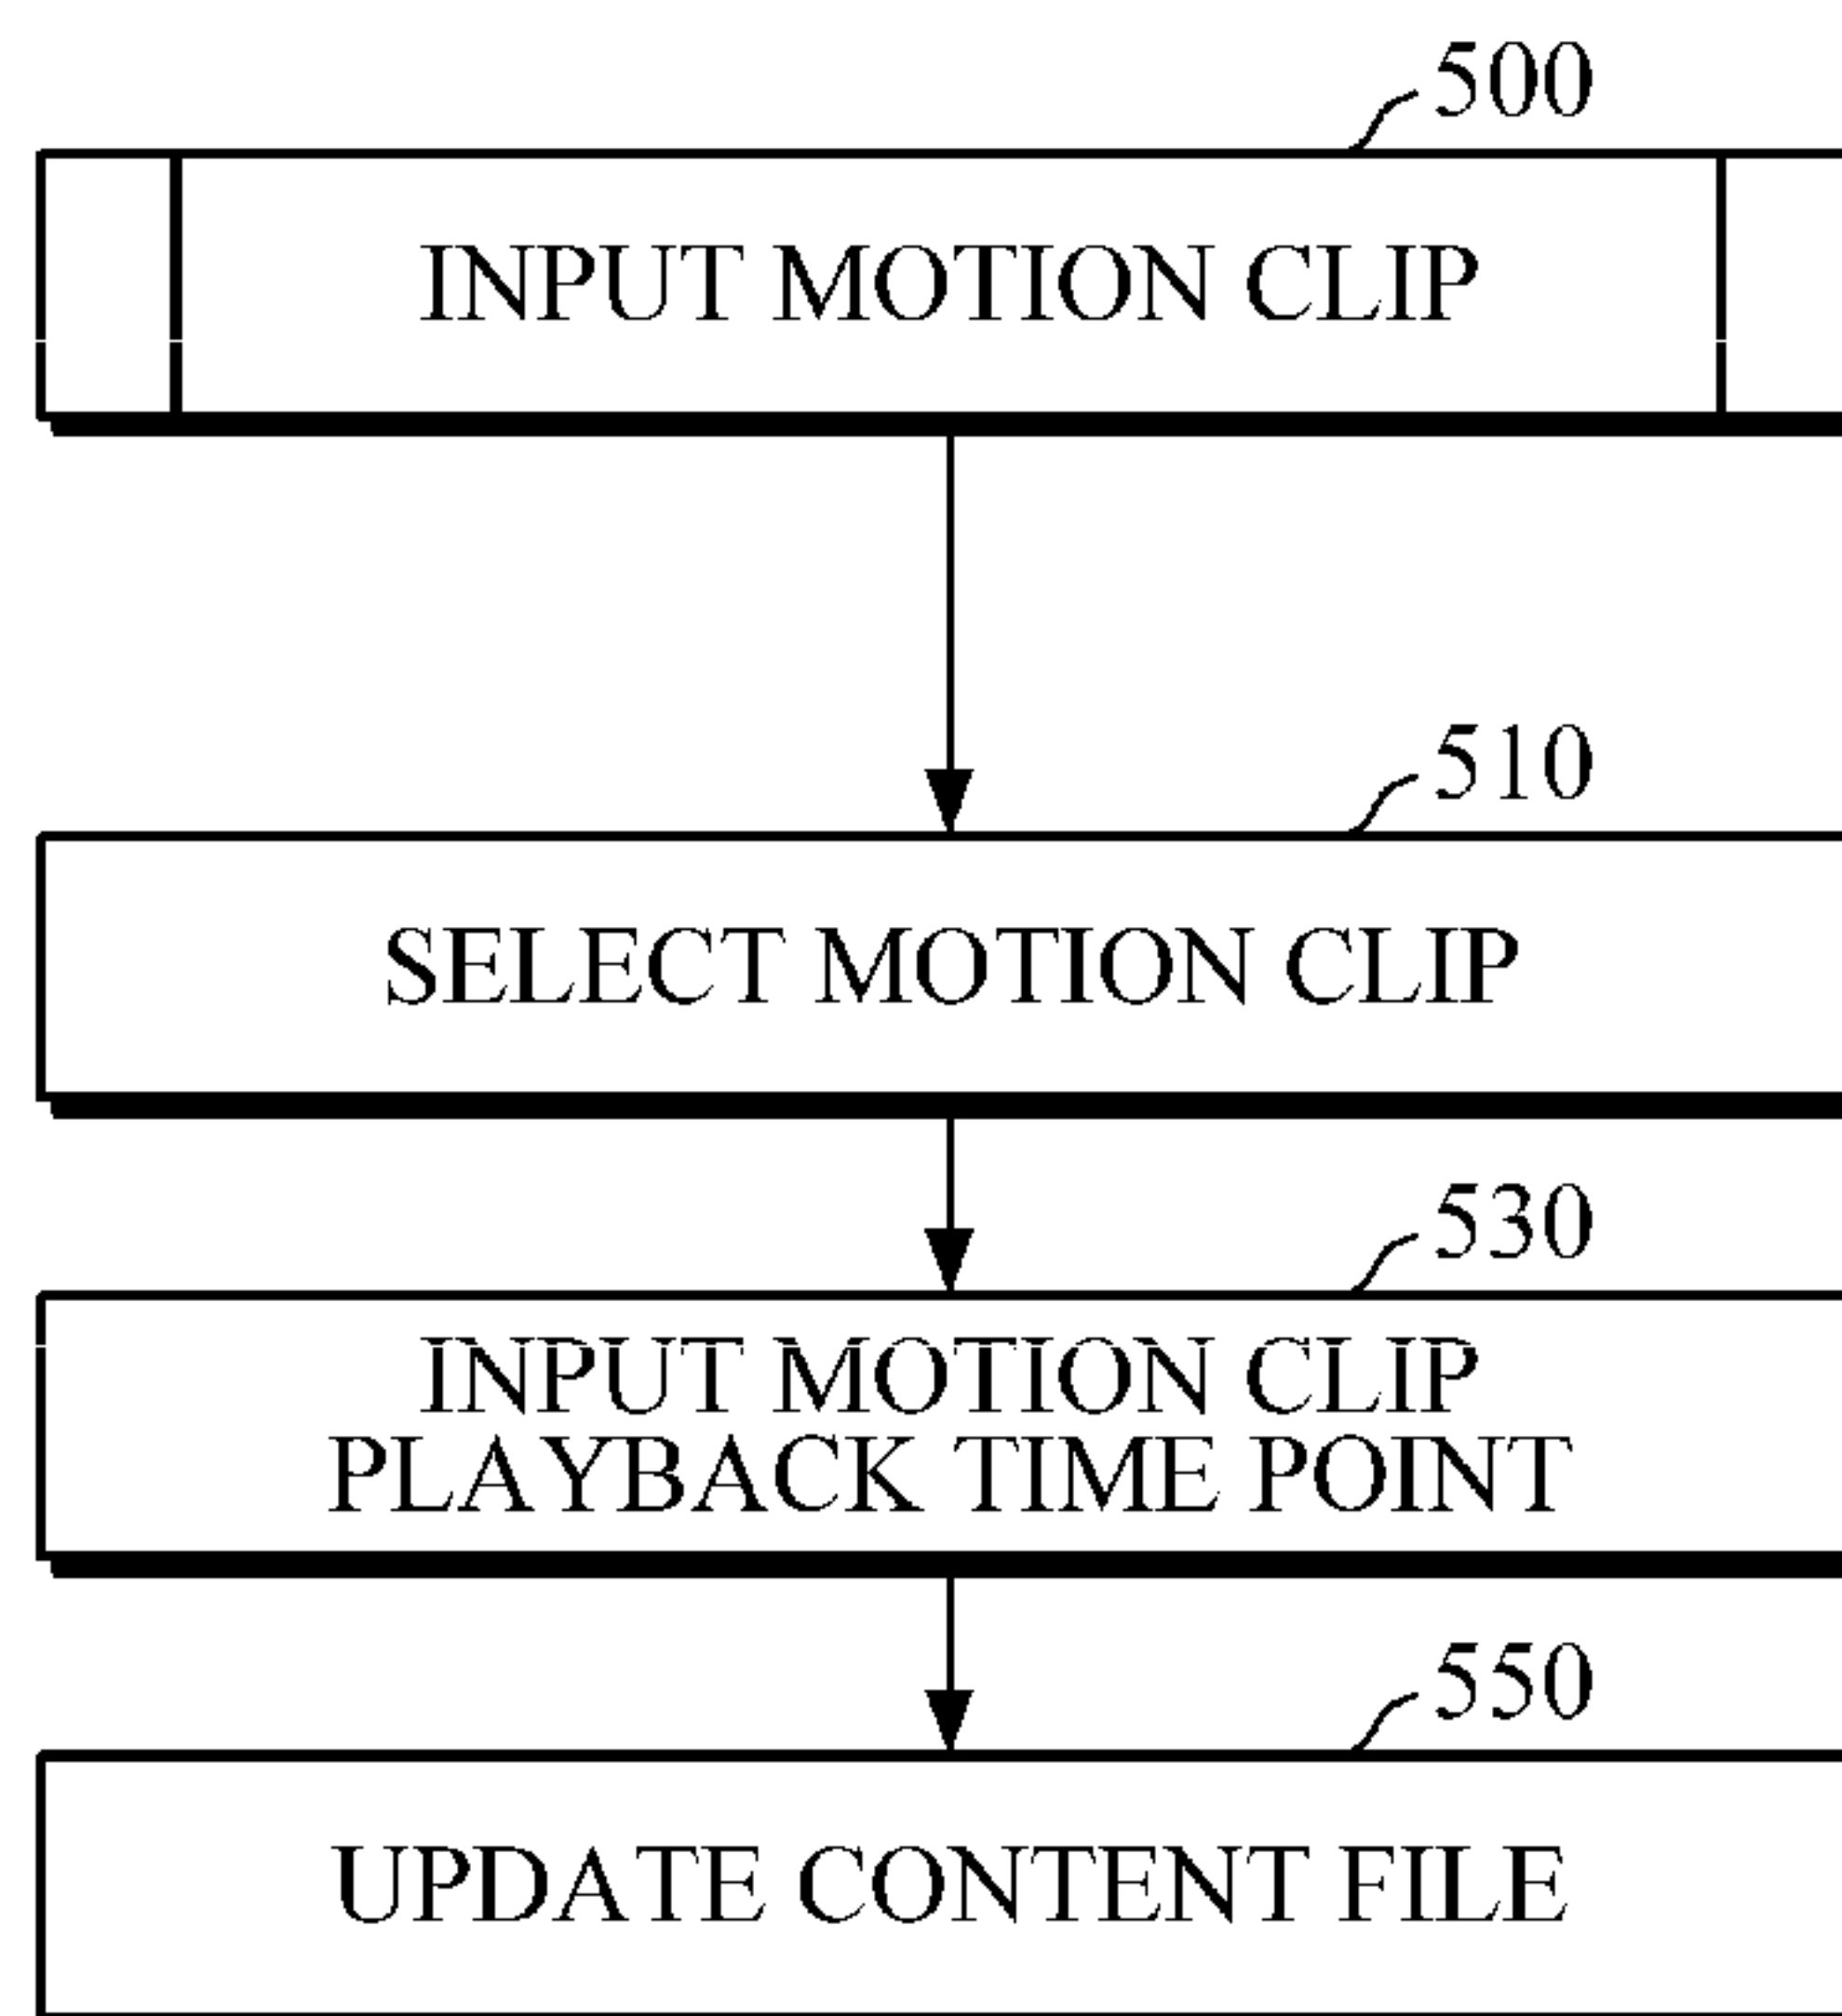 500
INPUT MOTION CLIP
510
SELECT MOTION CLIP
530
INPUT MOTION CLIP
PLAYBACK TIME POINT
550
UPDATE CONTENT FILE